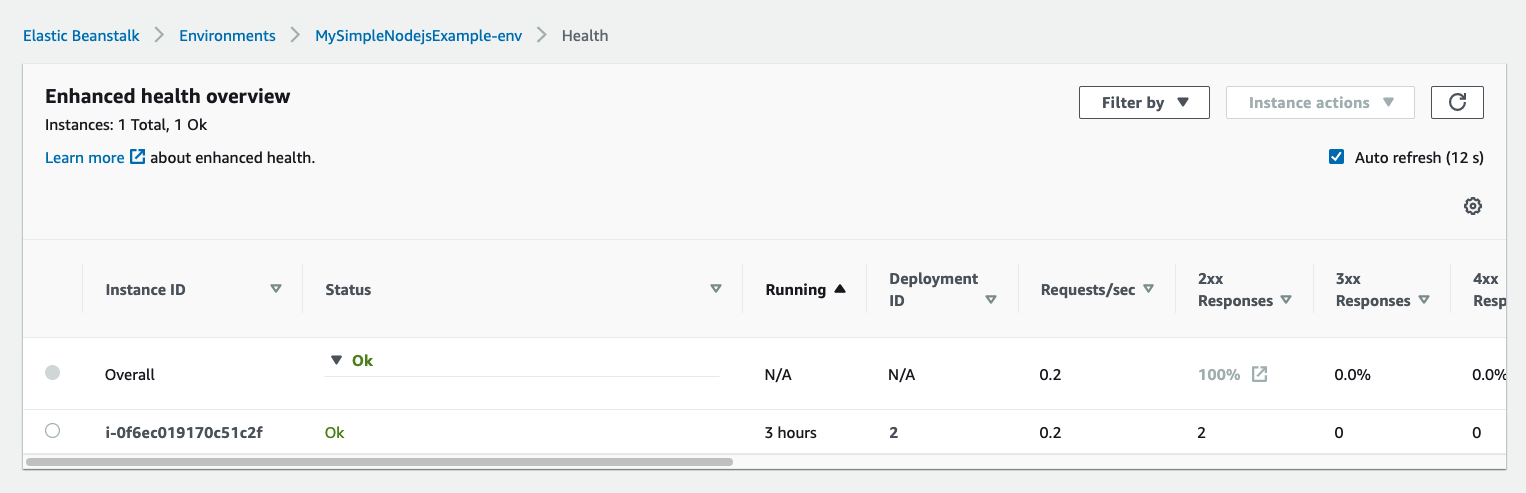 Elastic Beanstalk Environments MySimpleNodejsExample-env Health
Enhanced health overview
Filter by Instance actions
Instances: 1 Total, 1 Ok
Learn more about enhanced health.
Auto refresh (12 s)
Instance ID Status Running Deployment ID Requests/sec 2xx Responses 3xx Responses 4xx Resp
Overall Ok N/A N/A 0.2 100% 0.0% 0.0%
i-0f6ec019170c51c2f Ok 3 hours 2 0.2 2 0 0